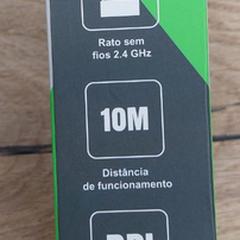 Rato sem
fios 2.4 GHz
10M
Distância
de funcionamento
DPI